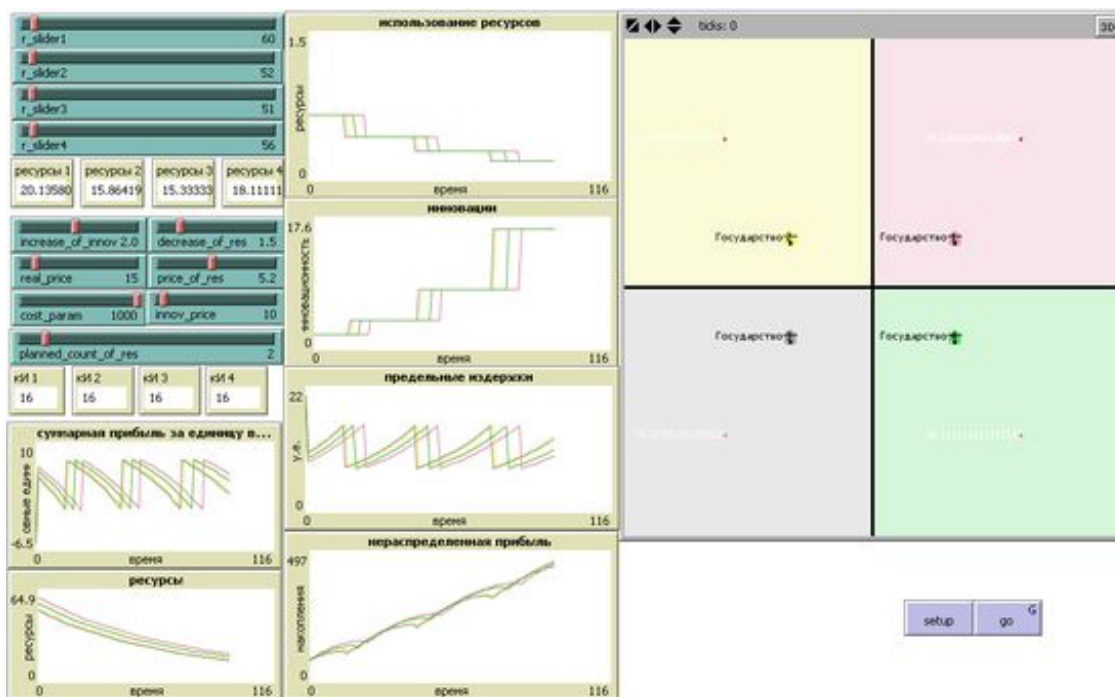 r_slider1 60
r_slider2 52
r_slider3 51
r_slider4 56
ресурсы 1 ресурсы 2 ресурсы 3 ресурсы 4
20.13580 15.86419 15.33333 18.11111
increase_of_innov 2.0 decrease_of_res 1.5
real_price 15 price_of_res 5.2
cost_param 1000 innov_price 10
planned_count_of_res 2
кИ 1 кИ 2 кИ 3 кИ 4
16 16 16 16
суммарная прибыль за единицу в...
10
-6.5
0 время 116
ресурсы
64.9
ресурсы
0
0 время 116
использование ресурсов
1.5
ресурсы
0
0 время 116
инновации
17.6
инновационность
0
0 время 116
предельные издержки
22
у.е.
0
0 время 116
нераспределенная прибыль
497
накопления
0
0 время 116
ticks: 0 3D
Государство Государство
Государство Государство
setup go G